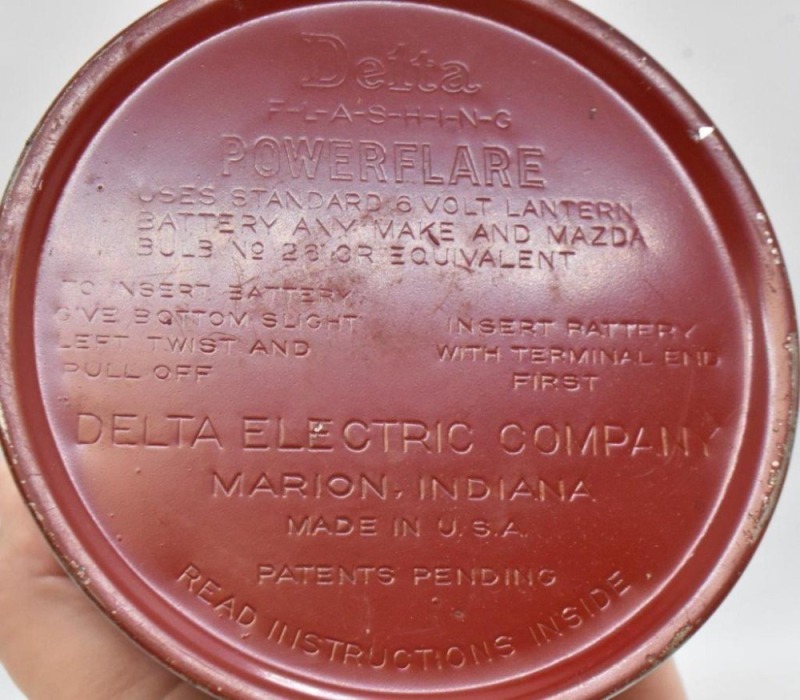 Delta
F-L-A-S-H-I-N-G
POWERFLARE
USES STANDARD 6 VOLT LANTERN
BATTERY ANY MAKE AND MAZDA
BULB Nº 26 OR EQUIVALENT
TO INSERT BATTERY
GIVE BOTTOM SLIGHT
LEFT TWIST AND
PULL OFF
INSERT BATTERY
WITH TERMINAL END
FIRST
DELTA ELECTRIC COMPANY
MARION, INDIANA
MADE IN U.S.A.
PATENTS PENDING
READ INSTRUCTIONS INSIDE